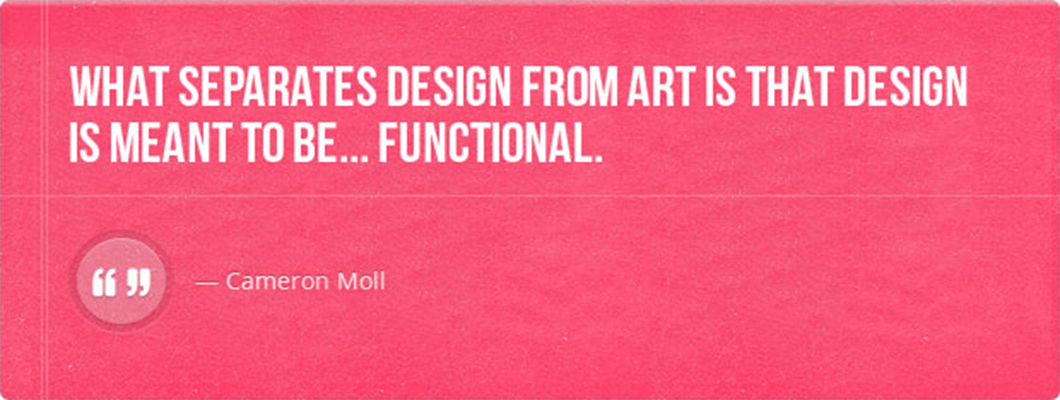 WHAT SEPARATES DESIGN FROM ART IS THAT DESIGN
IS MEANT TO BE... FUNCTIONAL.
“ ”
— Cameron Moll